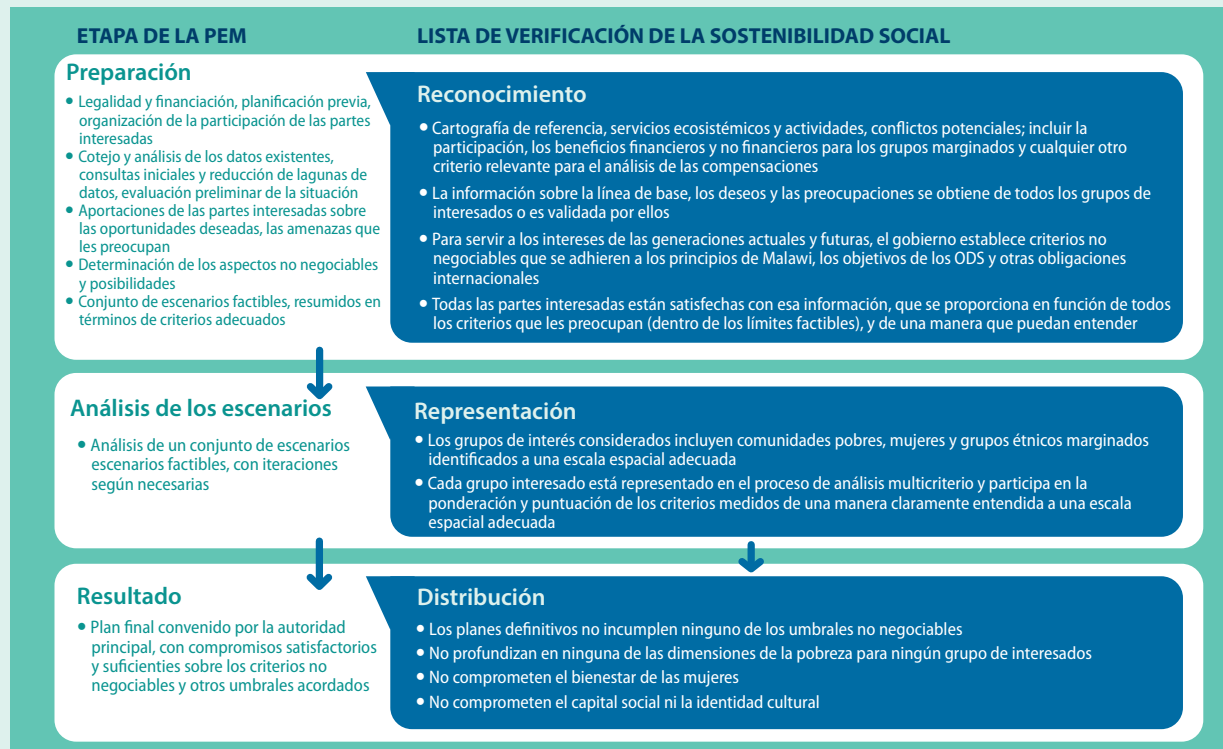 ETAPA DE LA PEM
LISTA DE VERIFICACIÓN DE LA SOSTENIBILIDAD SOCIAL
Preparación
• Legalidad y financiación, planificación previa,
organización de la participación de las partes
interesadas
• Cotejo y análisis de los datos existentes,
consultas iniciales y reducción de lagunas de
datos, evaluación preliminar de la situación
• Aportaciones de las partes interesadas sobre
las oportunidades deseadas, las amenazas que
les preocupan
• Determinación de los aspectos no negociables
y posibilidades
• Conjunto de escenarios factibles, resumidos en
términos de criterios adecuados
Reconocimiento
• Cartografía de referencia, servicios ecosistémicos y actividades, conflictos potenciales; incluir la
participación, los beneficios financieros y no financieros para los grupos marginados y cualquier otro
criterio relevante para el análisis de las compensaciones
• La información sobre la línea de base, los deseos y las preocupaciones se obtiene de todos los grupos de
interesados o es validada por ellos
• Para servir a los intereses de las generaciones actuales y futuras, el gobierno establece criterios no
negociables que se adhieren a los principios de Malawi, los objetivos de los ODS y otras obligaciones
internacionales
• Todas las partes interesadas están satisfechas con esa información, que se proporciona en función de todos
los criterios que les preocupan (dentro de los límites factibles), y de una manera que puedan entender
Análisis de los escenarios
• Análisis de un conjunto de escenarios
escenarios factibles, con iteraciones
según necesarias
Representación
• Los grupos de interés considerados incluyen comunidades pobres, mujeres y grupos étnicos marginados
identificados a una escala espacial adecuada
• Cada grupo interesado está representado en el proceso de análisis multicriterio y participa en la
ponderación y puntuación de los criterios medidos de una manera claramente entendida a una escala
espacial adecuada
Resultado
• Plan final convenido por la autoridad
principal, con compromisos satisfactorios
y suficienties sobre los criterios no
negociables y otros umbrales acordados
Distribución
• Los planes definitivos no incumplen ninguno de los umbrales no negociables
• No profundizan en ninguna de las dimensiones de la pobreza para ningún grupo de interesados
• No comprometen el bienestar de las mujeres
• No comprometen el capital social ni la identidad cultural